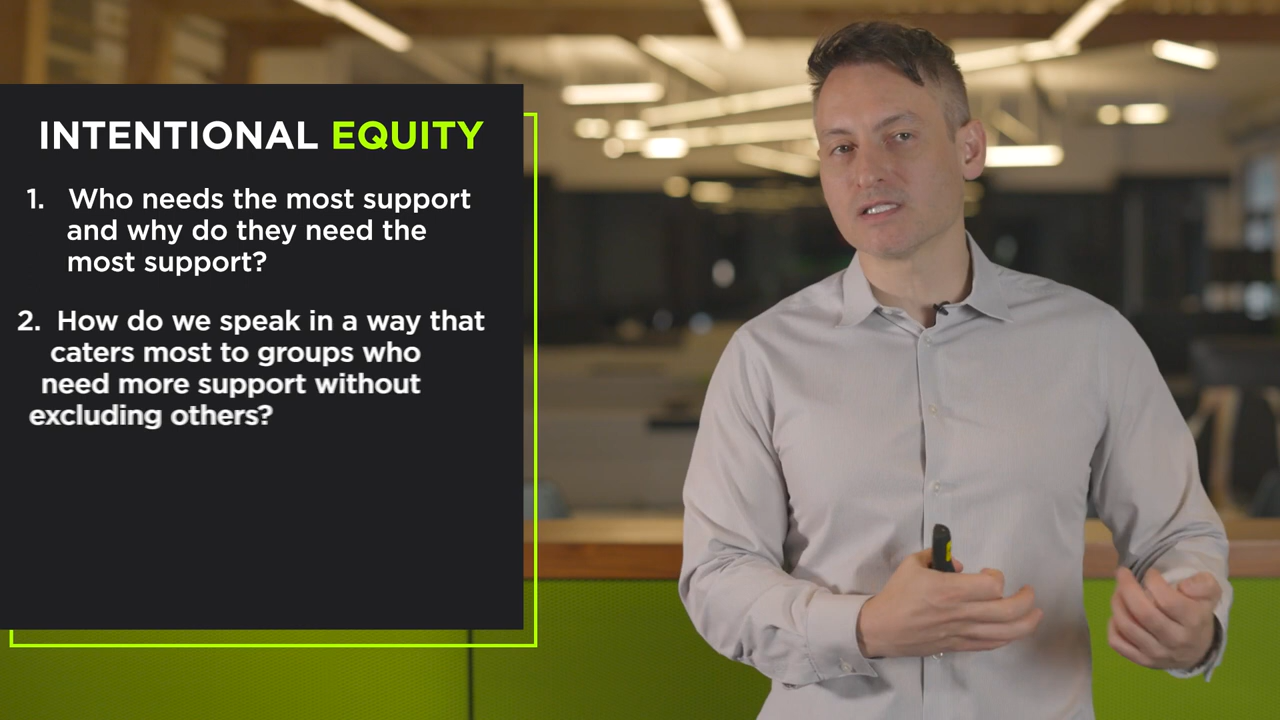 INTENTIONAL EQUITY
1. Who needs the most support
and why do they need the
most support?
2. How do we speak in a way that
caters most to groups who
need more support without
excluding others?